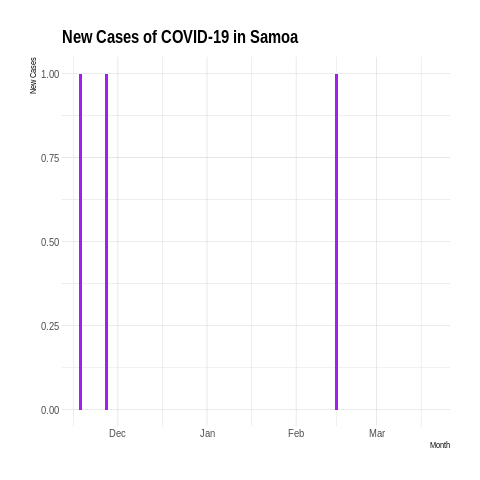 New Cases of COVID-19 in Samoa
New Cases
1.00
0.75
0.50
0.25
0.00
Dec Jan Feb Mar
Month